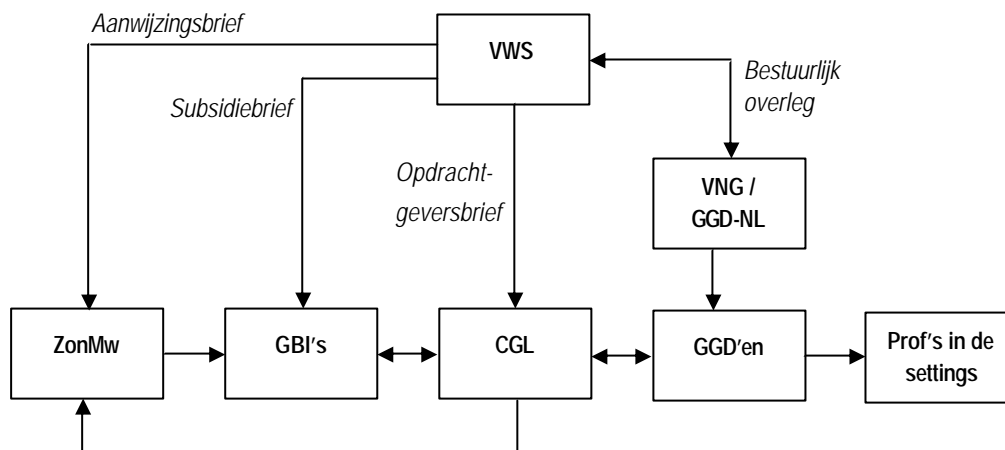 Aanwijzingsbrief
VWS
Bestuurlijk
overleg
Subsidiebrief
Opdracht-
geversbrief
VNG /
GGD-NL
ZonMw
GBI's
CGL
GGD'en
Prof's in de
settings